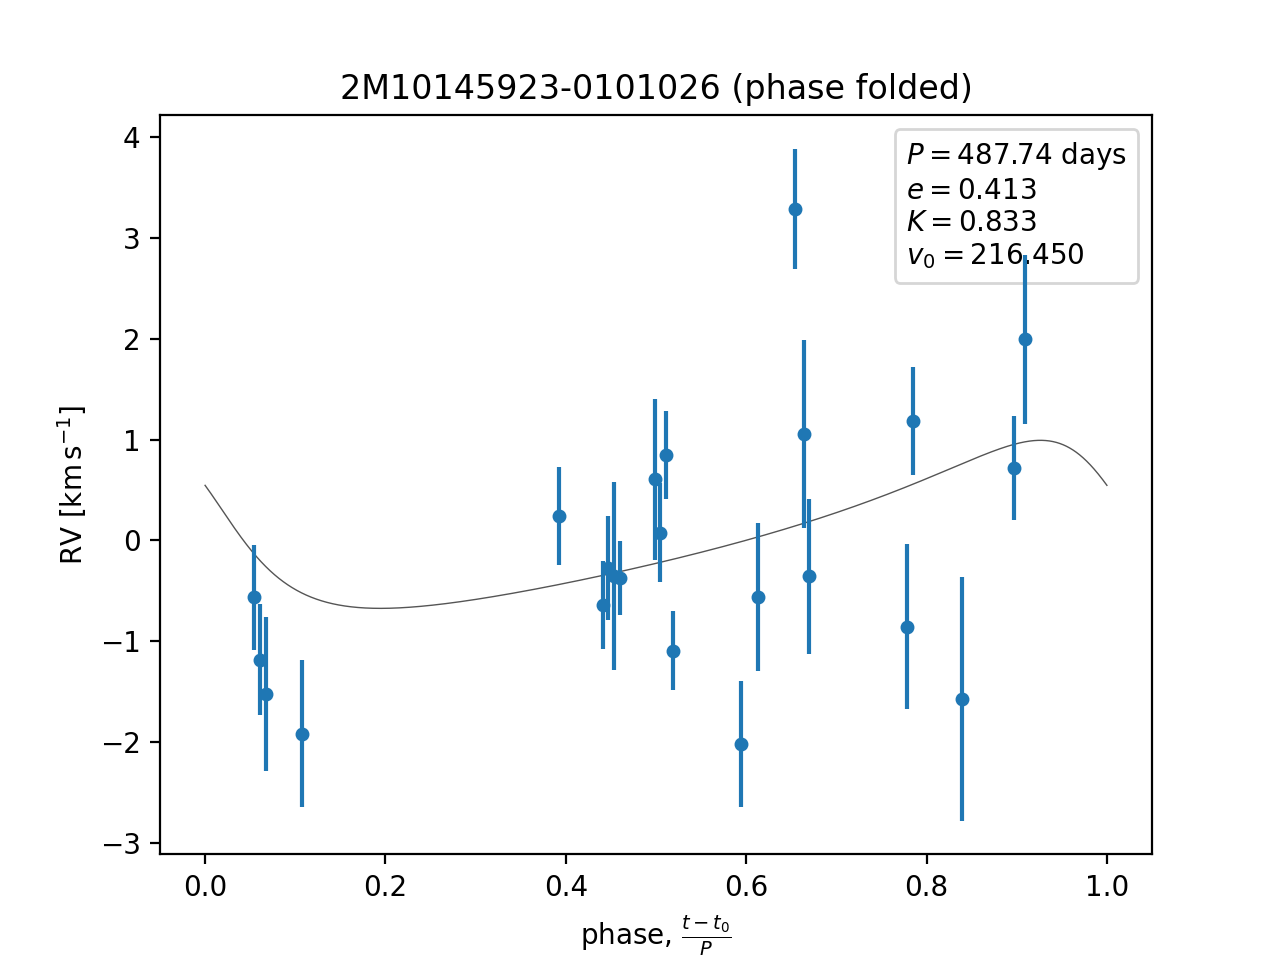 2M10145923-0101026 (phase folded)
P = 487.74 days
e = 0.413
K = 0.833
v₀ = 216.450
RV [km s⁻¹]
4
3
2
1
0
−1
−2
−3
0.0 0.2 0.4 0.6 0.8 1.0
phase, (t − t₀)/P